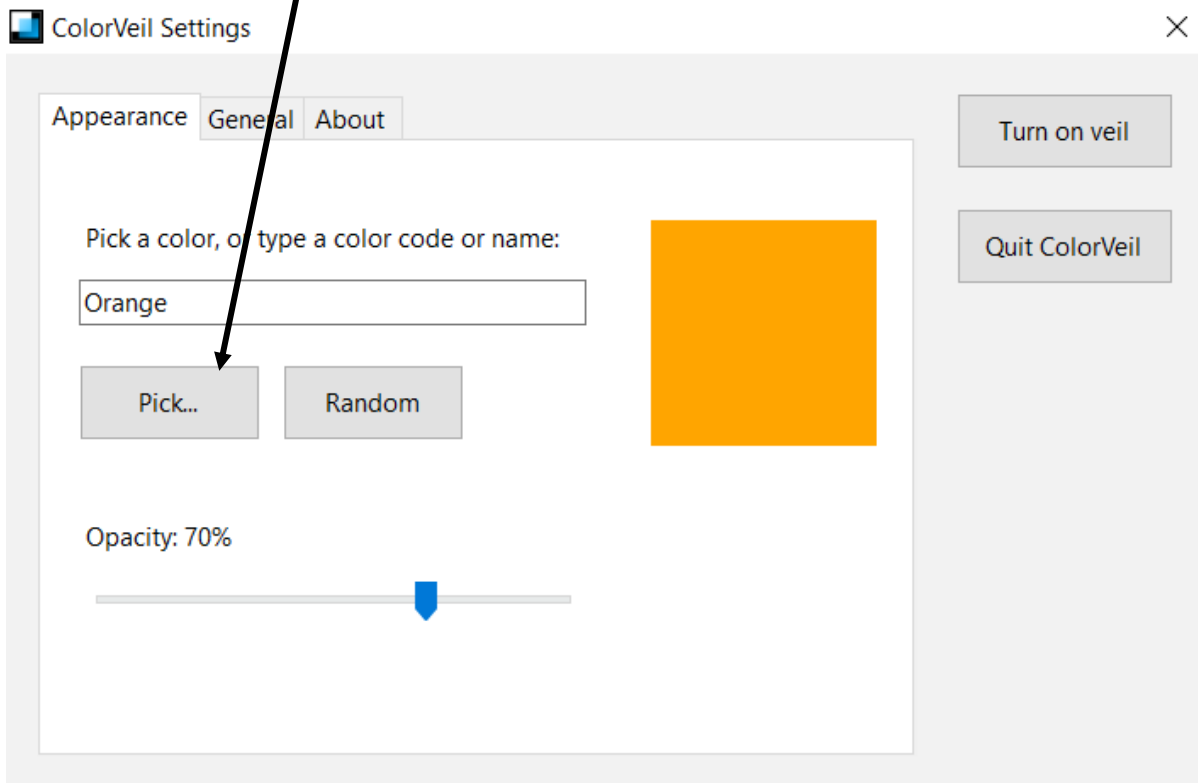 ColorVeil Settings
Appearance General About
Turn on veil
Pick a color, or type a color code or name:
Quit ColorVeil
Orange
Pick... Random
Opacity: 70%